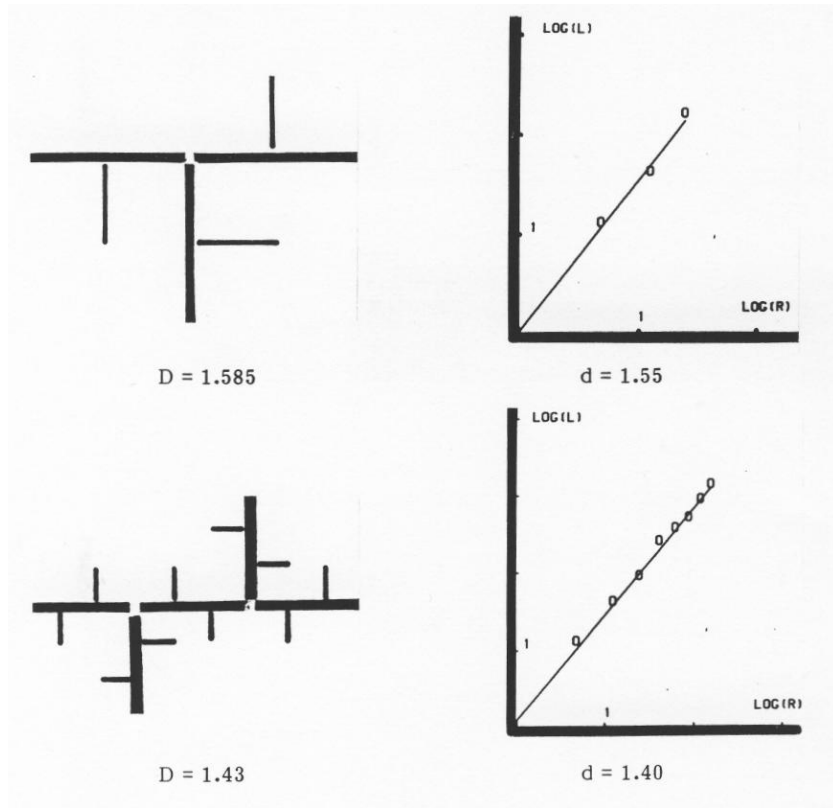 LOG(L)
1
LOG(R)
1
D = 1.585
d = 1.55
LOG(L)
1
LOG(R)
1
D = 1.43
d = 1.40